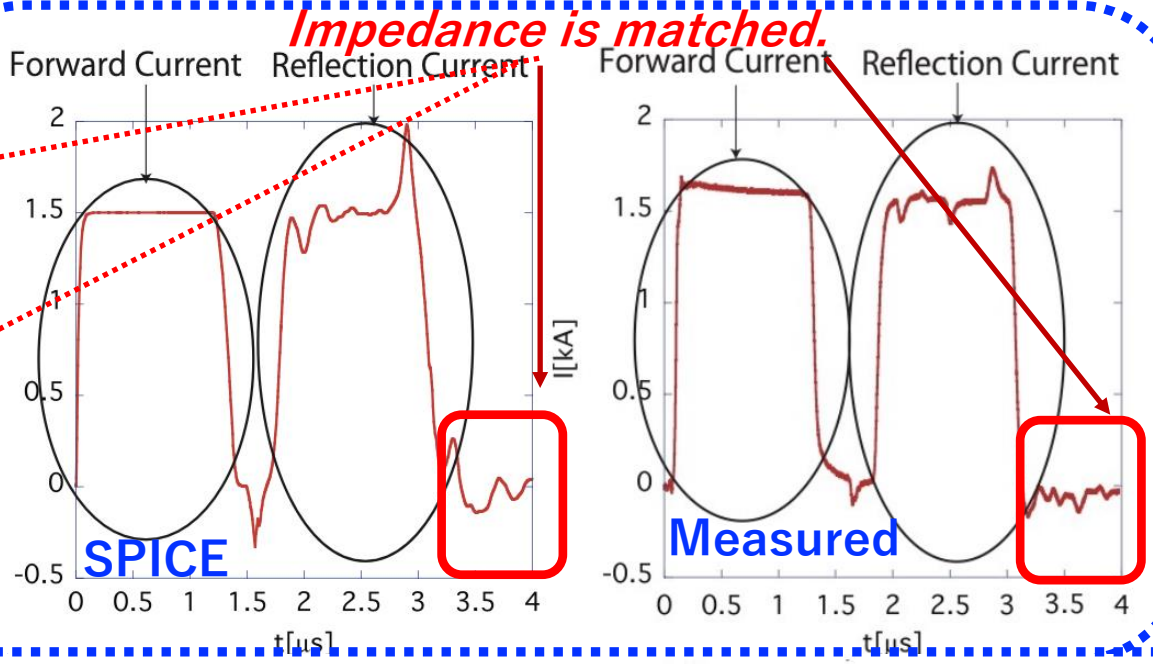 Impedance is matched.
Forward Current
Reflection Current
2
1.5
1
0.5
0
-0.5
0 0.5 1 1.5 2 2.5 3 3.5 4
t[µs]
SPICE
Forward Current
Reflection Current
I[kA]
2
1.5
1
0.5
0
-0.5
0 0.5 1 1.5 2 2.5 3 3.5 4
t[µs]
Measured